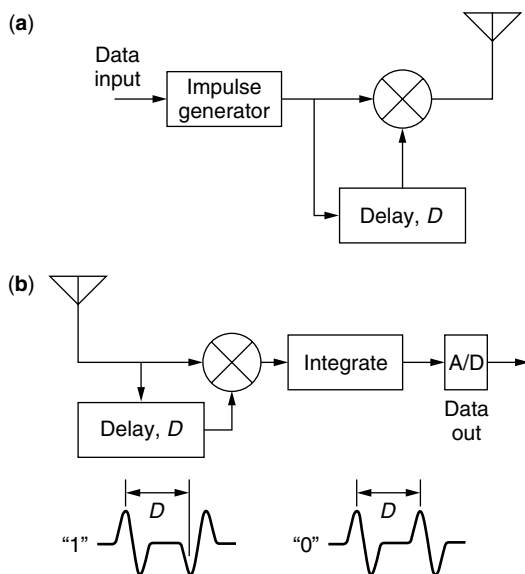 (a)
Data
input
Impulse
generator
Delay, D
(b)
Integrate
A/D
Delay, D
Data
out
D
D
“1”
“0”